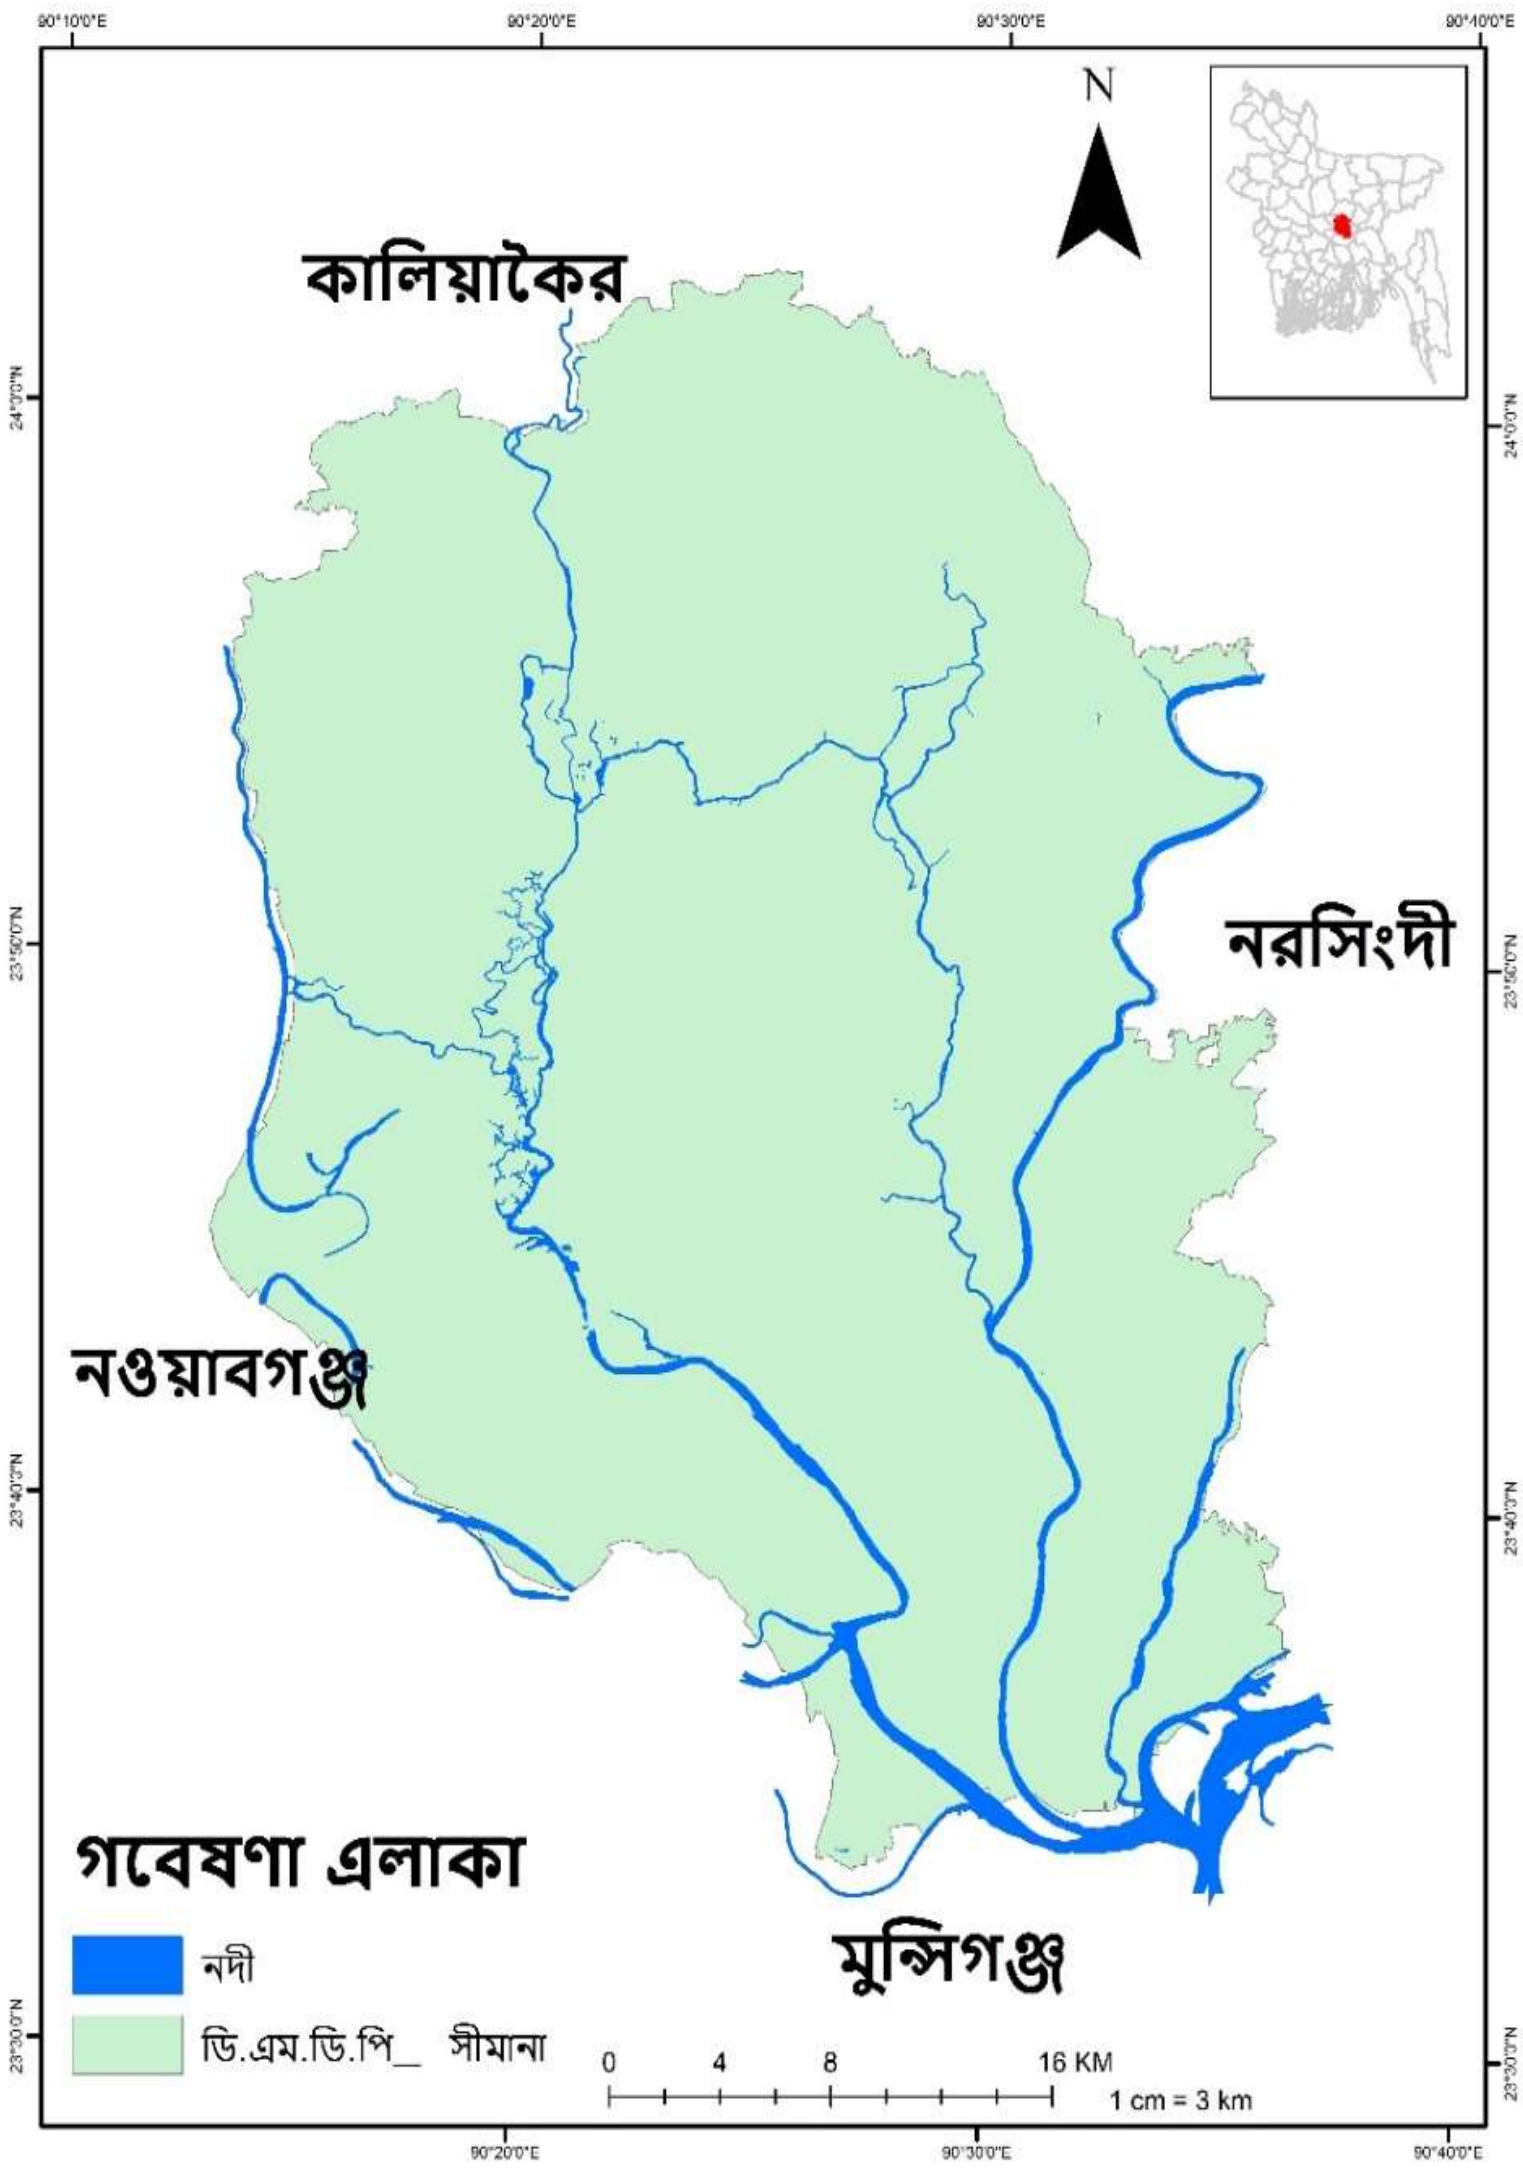 90°10'0"E 90°20'0"E 90°30'0"E 90°40'0"E
N
কালিয়াকৈর
24°0'0"N
24°0'0"N
নরসিংদী
23°50'0"N
23°50'0"N
নওয়াবগঞ্জ
23°40'0"N
23°40'0"N
গবেষণা এলাকা
মুন্সিগঞ্জ
নদী
ডি.এম.ডি.পি_ সীমানা
23°30'0"N
23°30'0"N
0 4 8 16 KM
1 cm = 3 km
90°20'0"E 90°30'0"E 90°40'0"E